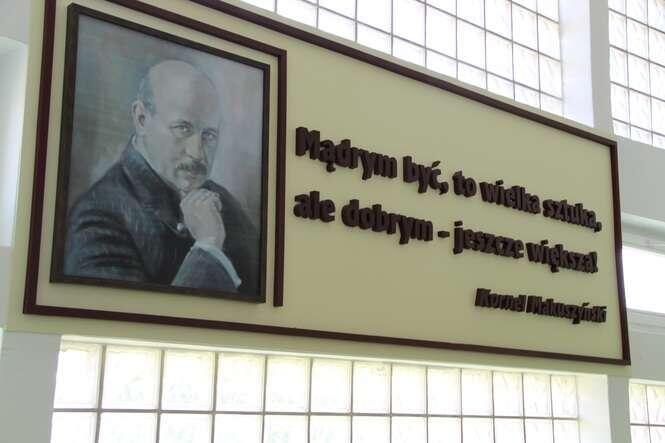 Mądrym być, to wielka sztuka,
ale dobrym - jeszcze większa!
Kornel Makuszyński